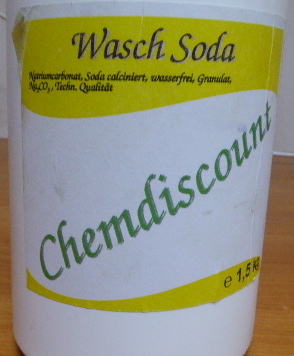 Wasch Soda
Natriumcarbonat, Soda calciniert, wasserfrei, Granulat,
Na₂CO₃, Techn. Qualität
Chemdiscount
e 1,5 kg